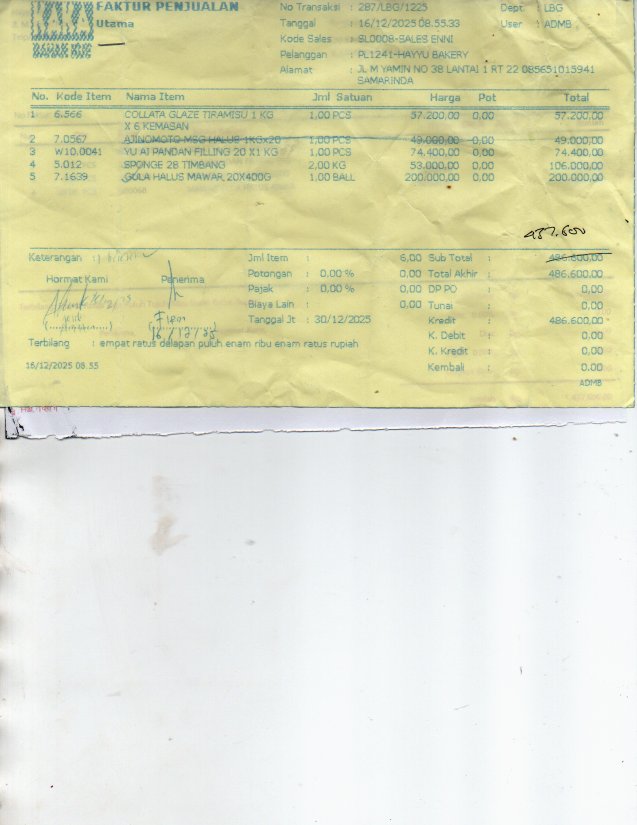 FAKTUR PENJUALAN
Utama
No Transaksi : 287/LBG/1225
Dept : LBG
Tanggal : 16/12/2025 08.55.33
User : ADMB
Kode Sales : SL0008-SALES ENNI
Pelanggan : PL1241-HAYYU BAKERY
Alamat : JL M YAMIN NO 38 LANTAI 1 RT 22 085651015941
SAMARINDA
No. Kode Item Nama Item Jml Satuan Harga Pot Total
1 6.566 COLLATA GLAZE TIRAMISU 1 KG 1,00 PCS 57.200,00 0,00 57.200,00
X 6 KEMASAN
2 7.0567 AJINOMOTO MSG HALUS 1KGx20 1,00 PCS 49.000,00 0,00 49.000,00
3 W10.0041 YU AI PANDAN FILLING 20 X1 KG 1,00 PCS 74.400,00 0,00 74.400,00
4 5.012 SPONGE 28 TIMBANG 2,00 KG 53.000,00 0,00 106.000,00
5 7.1639 GULA HALUS MAWAR 20X400G 1,00 BALL 200.000,00 0,00 200.000,00
437.600
Keterangan :
Jml Item : 6,00 Sub Total : 486.600,00
Hormat Kami Penerima
Potongan : 0,00 % 0,00 Total Akhir : 486.600,00
Pajak : 0,00 % 0,00 DP PO : 0,00
Biaya Lain : 0,00 Tunai : 0,00
Tanggal Jt : 30/12/2025 Kredit : 486.600,00
K. Debit : 0,00
Terbilang : empat ratus delapan puluh enam ribu enam ratus rupiah
K. Kredit : 0,00
16/12/2025 08.55
Kembali : 0,00
ADMB